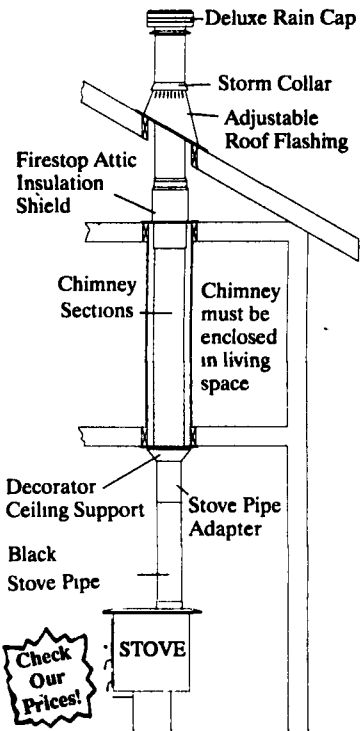 Deluxe Rain Cap
Storm Collar
Adjustable
Roof Flashing
Firestop Attic
Insulation
Shield
Chimney
Sections
Chimney
must be
enclosed
in living
space
Decorator
Ceiling Support
Stove Pipe
Adapter
Black
Stove Pipe
STOVE
Check
Our
Prices!